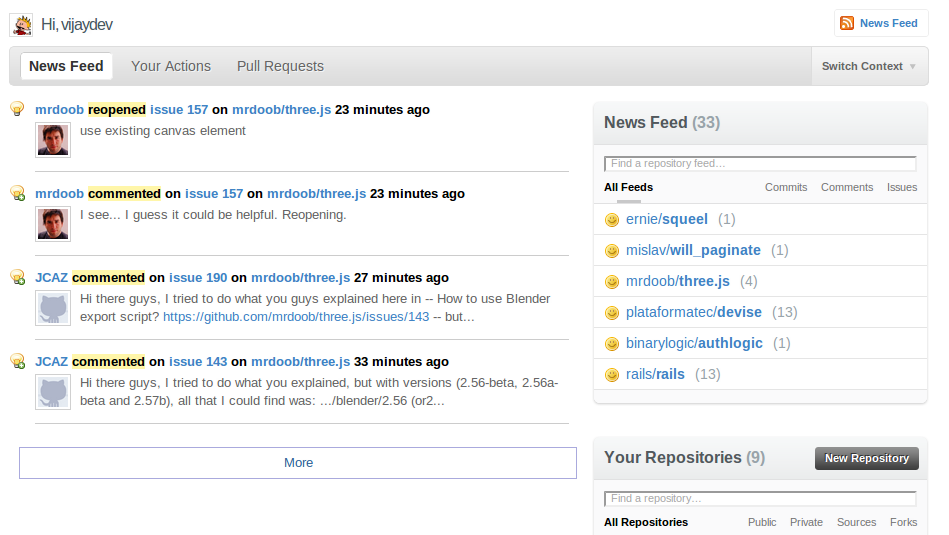 Hi, vijaydev
News Feed
News Feed Your Actions Pull Requests Switch Context
mrdoob reopened issue 157 on mrdoob/three.js 23 minutes ago
use existing canvas element
mrdoob commented on issue 157 on mrdoob/three.js 23 minutes ago
I see... I guess it could be helpful. Reopening.
JCAZ commented on issue 190 on mrdoob/three.js 27 minutes ago
Hi there guys, I tried to do what you guys explained here in -- How to use Blender
export script? https://github.com/mrdoob/three.js/issues/143 -- but...
JCAZ commented on issue 143 on mrdoob/three.js 33 minutes ago
Hi there guys, I tried to do what you explained, but with versions (2.56-beta, 2.56a-
beta and 2.57b), all that I could find was: .../blender/2.56 (or2...
More
News Feed (33)
Find a repository feed...
All Feeds Commits Comments Issues
ernie/squeel (1)
mislav/will_paginate (1)
mrdoob/three.js (4)
plataformatec/devise (13)
binarylogic/authlogic (1)
rails/rails (13)
Your Repositories (9) New Repository
Find a repository...
All Repositories Public Private Sources Forks